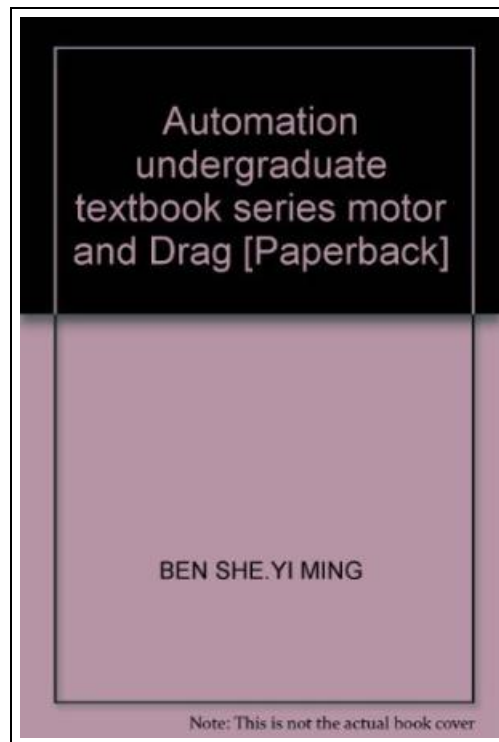 Automation
undergraduate
textbook series motor
and Drag [Paperback]
BEN SHE.YI MING
Note: This is not the actual book cover